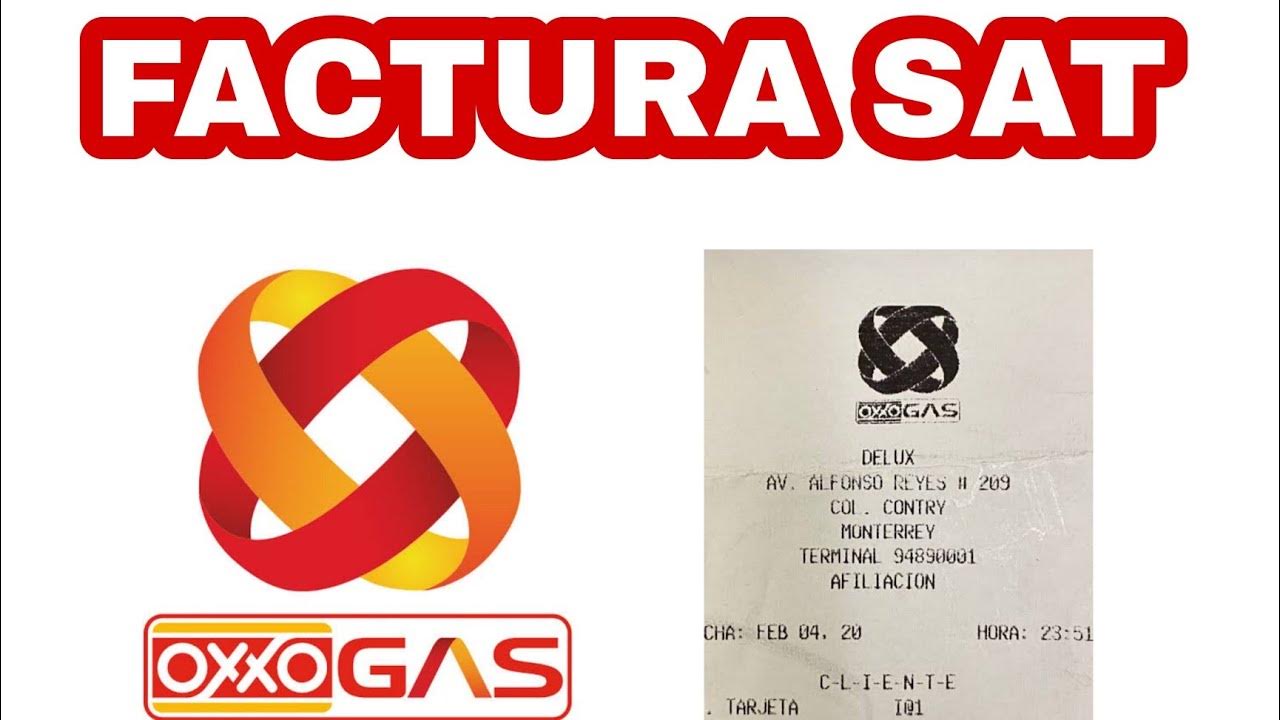 FACTURA SAT
OXXO GAS
OXXO GAS
DELUX
AV. ALFONSO REYES # 209
COL. CONTRY
MONTERREY
TERMINAL 94890001
AFILIACION
CHA: FEB 04. 20 HORA: 23:51
C-L-I-E-N-T-E
. TARJETA I@1